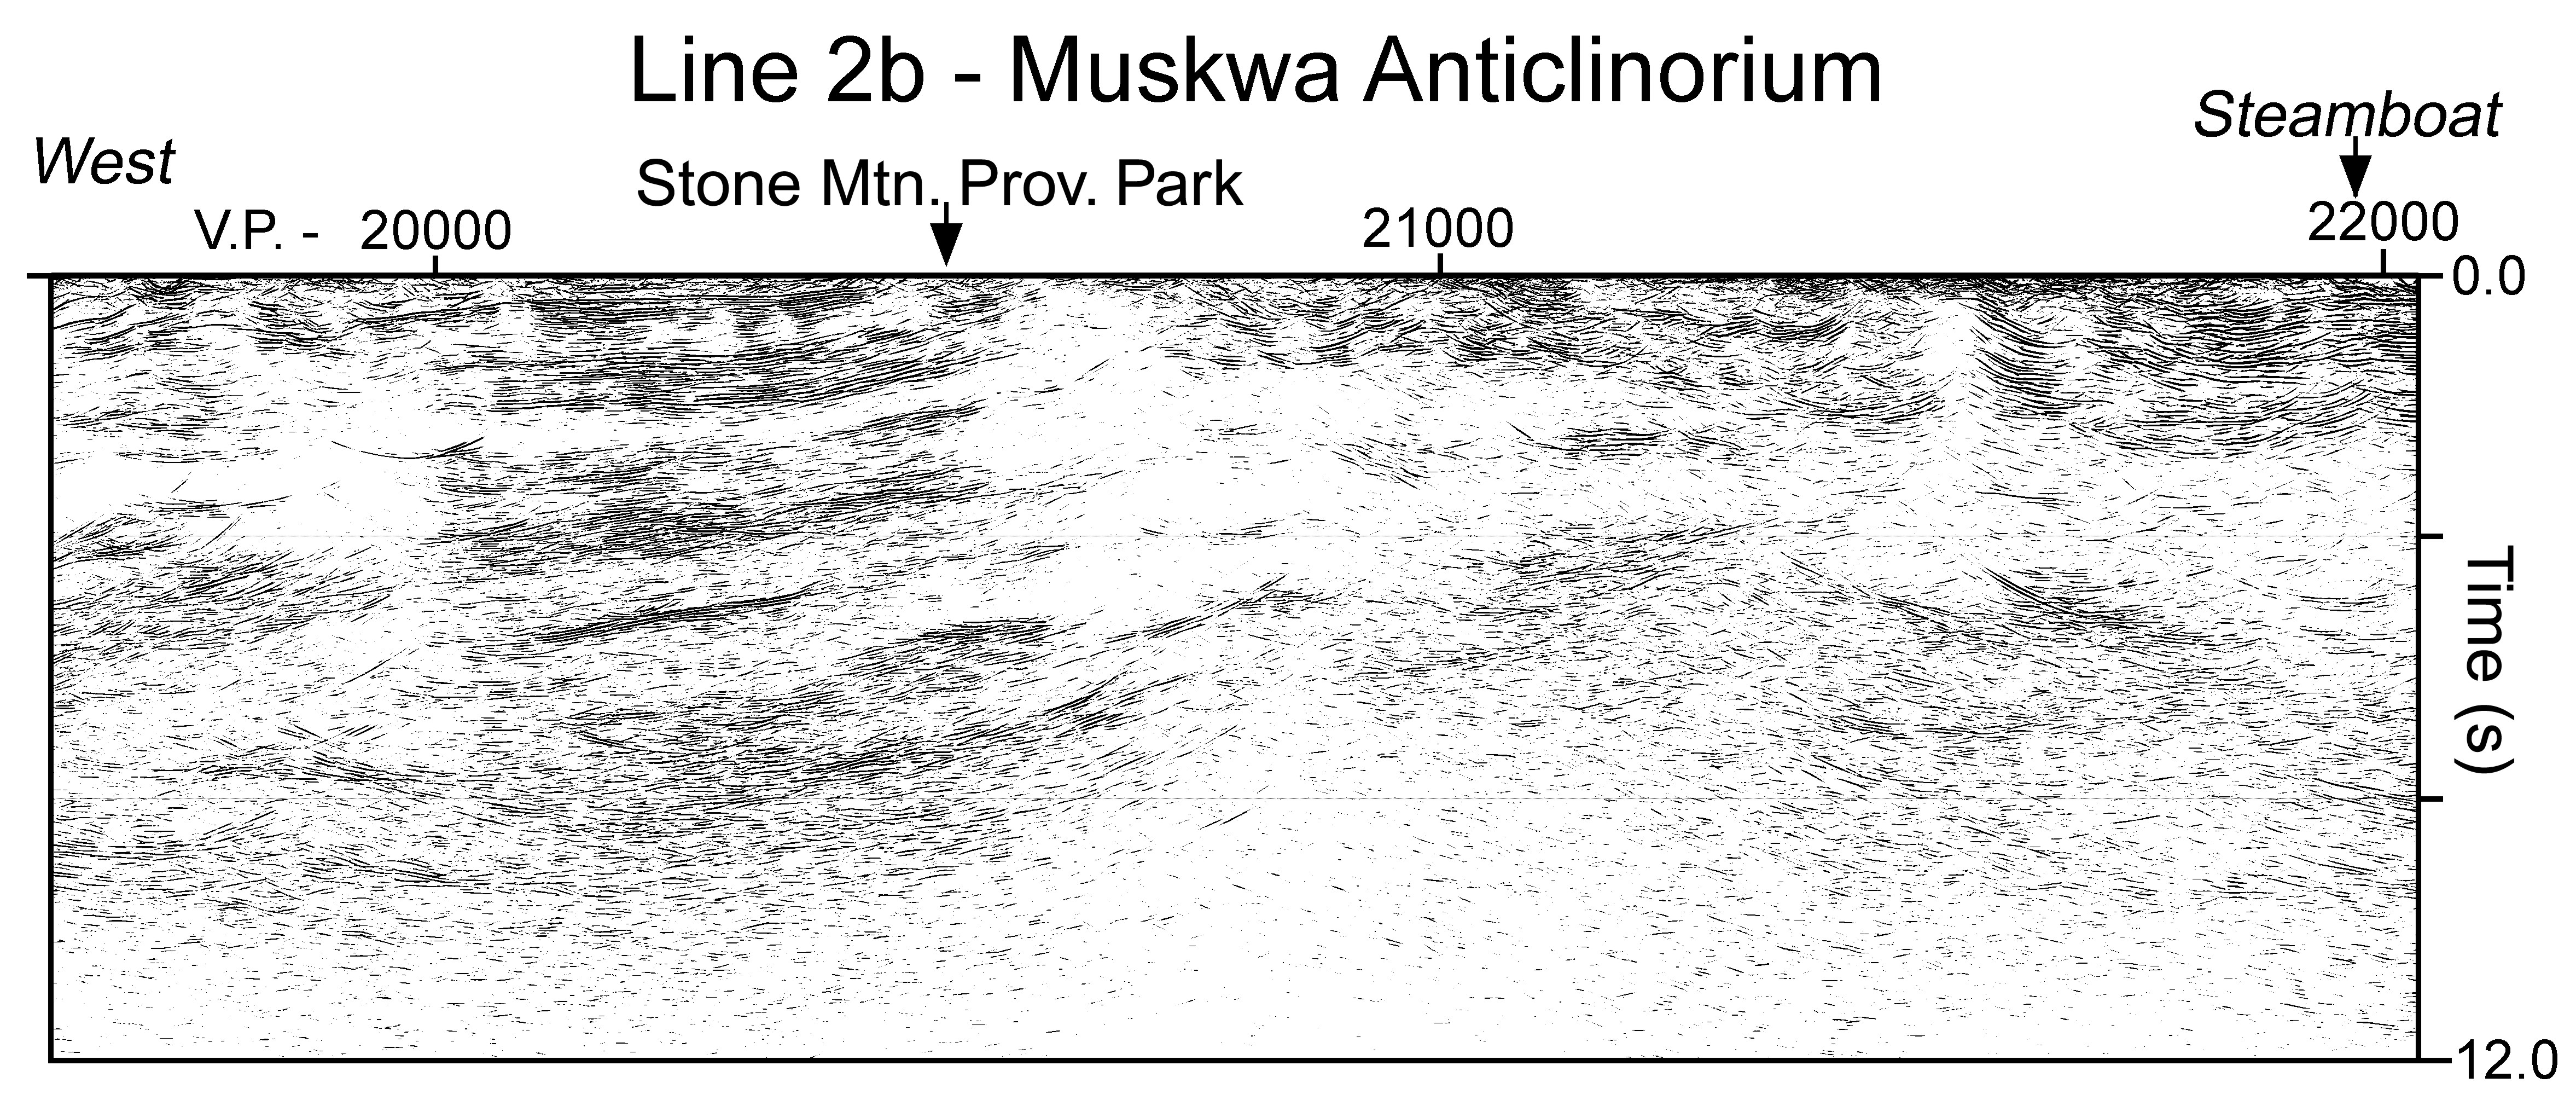 Line 2b - Muskwa Anticlinorium
Steamboat
West
Stone Mtn. Prov. Park
V.P. - 20000 21000 22000
0.0
Time (s)
12.0